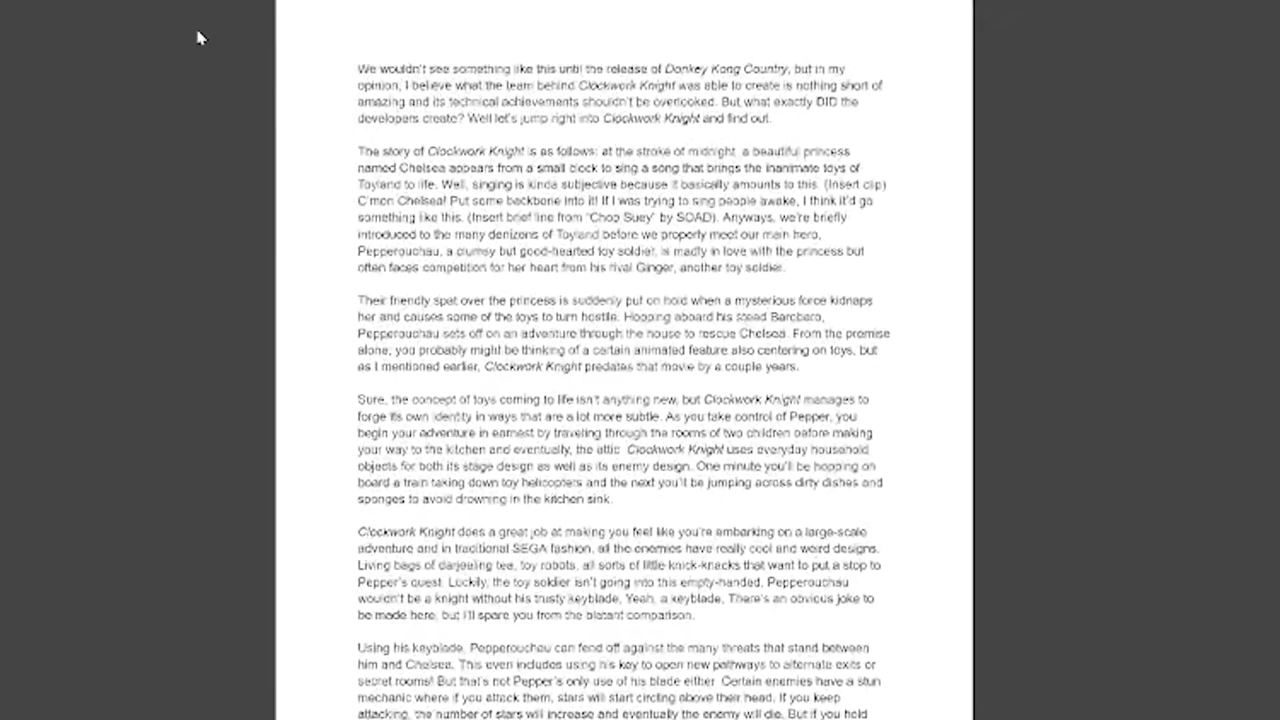 We wouldn't see something like this until the release of Donkey Kong Country, but in my
opinion, I believe what the team behind Clockwork Knight was able to create is nothing short of
amazing and its technical achievements shouldn't be overlooked. But what exactly DID the
developers create? Well let's jump right into Clockwork Knight and find out.
The story of Clockwork Knight is as follows: at the stroke of midnight, a beautiful princess
named Chelsea appears from a small clock to sing a song that brings the inanimate toys of
Toyland to life. Well, singing is kinda subjective because it basically amounts to this. (Insert clip)
C'mon Chelsea! Put some backbone into it! If I was trying to sing people awake, I think it'd go
something like this. (Insert brief line from "Chop Suey" by SOAD). Anyways, we're briefly
introduced to the many denizens of Toyland before we properly meet our main hero,
Pepperouchau, a clumsy but good-hearted toy soldier, is madly in love with the princess but
often faces competition for her heart from his rival Ginger, another toy soldier.
Their friendly spat over the princess is suddenly put on hold when a mysterious force kidnaps
her and causes some of the toys to turn hostile. Hopping aboard his steed Barobaro,
Pepperouchau sets off on an adventure through the house to rescue Chelsea. From the premise
alone, you probably might be thinking of a certain animated feature also centering on toys, but
as I mentioned earlier, Clockwork Knight predates that movie by a couple years.
Sure, the concept of toys coming to life isn't anything new, but Clockwork Knight manages to
forge its own identity in ways that are a lot more subtle. As you take control of Pepper, you
begin your adventure in earnest by traveling through the rooms of two children before making
your way to the kitchen and eventually, the attic. Clockwork Knight uses everyday household
objects for both its stage design as well as its enemy design. One minute you'll be hopping on
board a train taking down toy helicopters and the next you'll be jumping across dirty dishes and
sponges to avoid drowning in the kitchen sink.
Clockwork Knight does a great job at making you feel like you're embarking on a large-scale
adventure and in traditional SEGA fashion, all the enemies have really cool and weird designs.
Living bags of darjeeling tea, toy robots, all sorts of little knick-knacks that want to put a stop to
Pepper's quest. Luckily, the toy soldier isn't going into this empty-handed. Pepperouchau
wouldn't be a knight without his trusty keyblade. Yeah, a keyblade. There's an obvious joke to
be made here, but I'll spare you from the blatant comparison.
Using his keyblade, Pepperouchau can fend off against the many threats that stand between
him and Chelsea. This even includes using his key to open new pathways to alternate exits or
secret rooms! But that's not Pepper's only use of his blade either. Certain enemies have a stun
mechanic where if you attack them, stars will start circling above their head. If you keep
attacking, the number of stars will increase and eventually the enemy will die. But if you hold